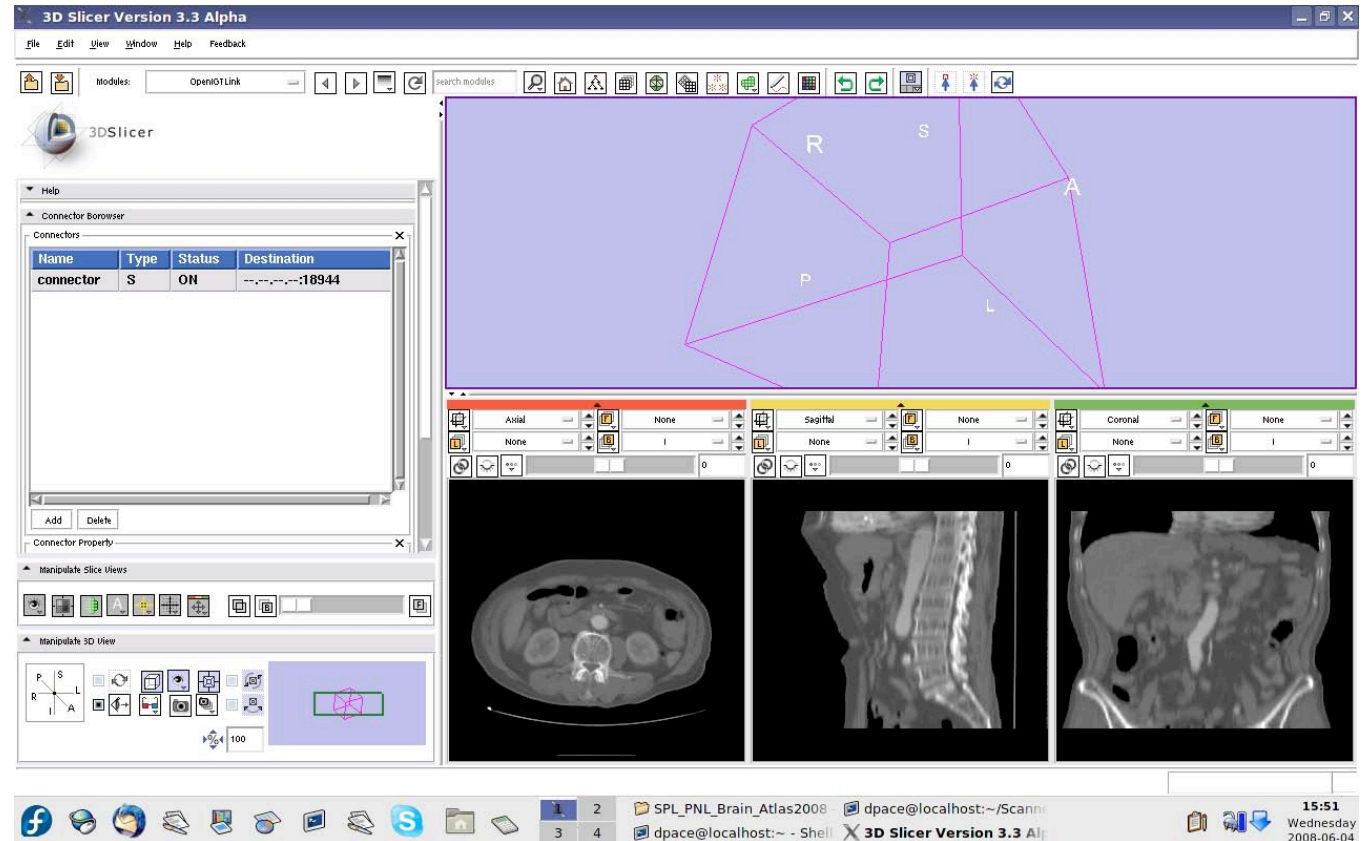 3D Slicer Version 3.3 Alpha
File Edit View Window Help Feedback
Modules: OpenIGTLink search modules
3DSlicer
Help
Connector Borowser
Connectors
Name Type Status Destination
connector S ON --.--.--.--:18944
Add Delete
Connector Property
Manipulate Slice Views
A B F
Manipulate 3D View
P S
R L
I A
% 100
R S A
P L
Axial F None
L None B I
0
Sagittal F None
L None B I
0
Coronal F None
L None B I
0
1 2
3 4
SPL_PNL_Brain_Atlas2008
dpace@localhost:~/Scann
dpace@localhost:~ - Shell
3D Slicer Version 3.3 Alp
15:51
Wednesday
2008-06-04